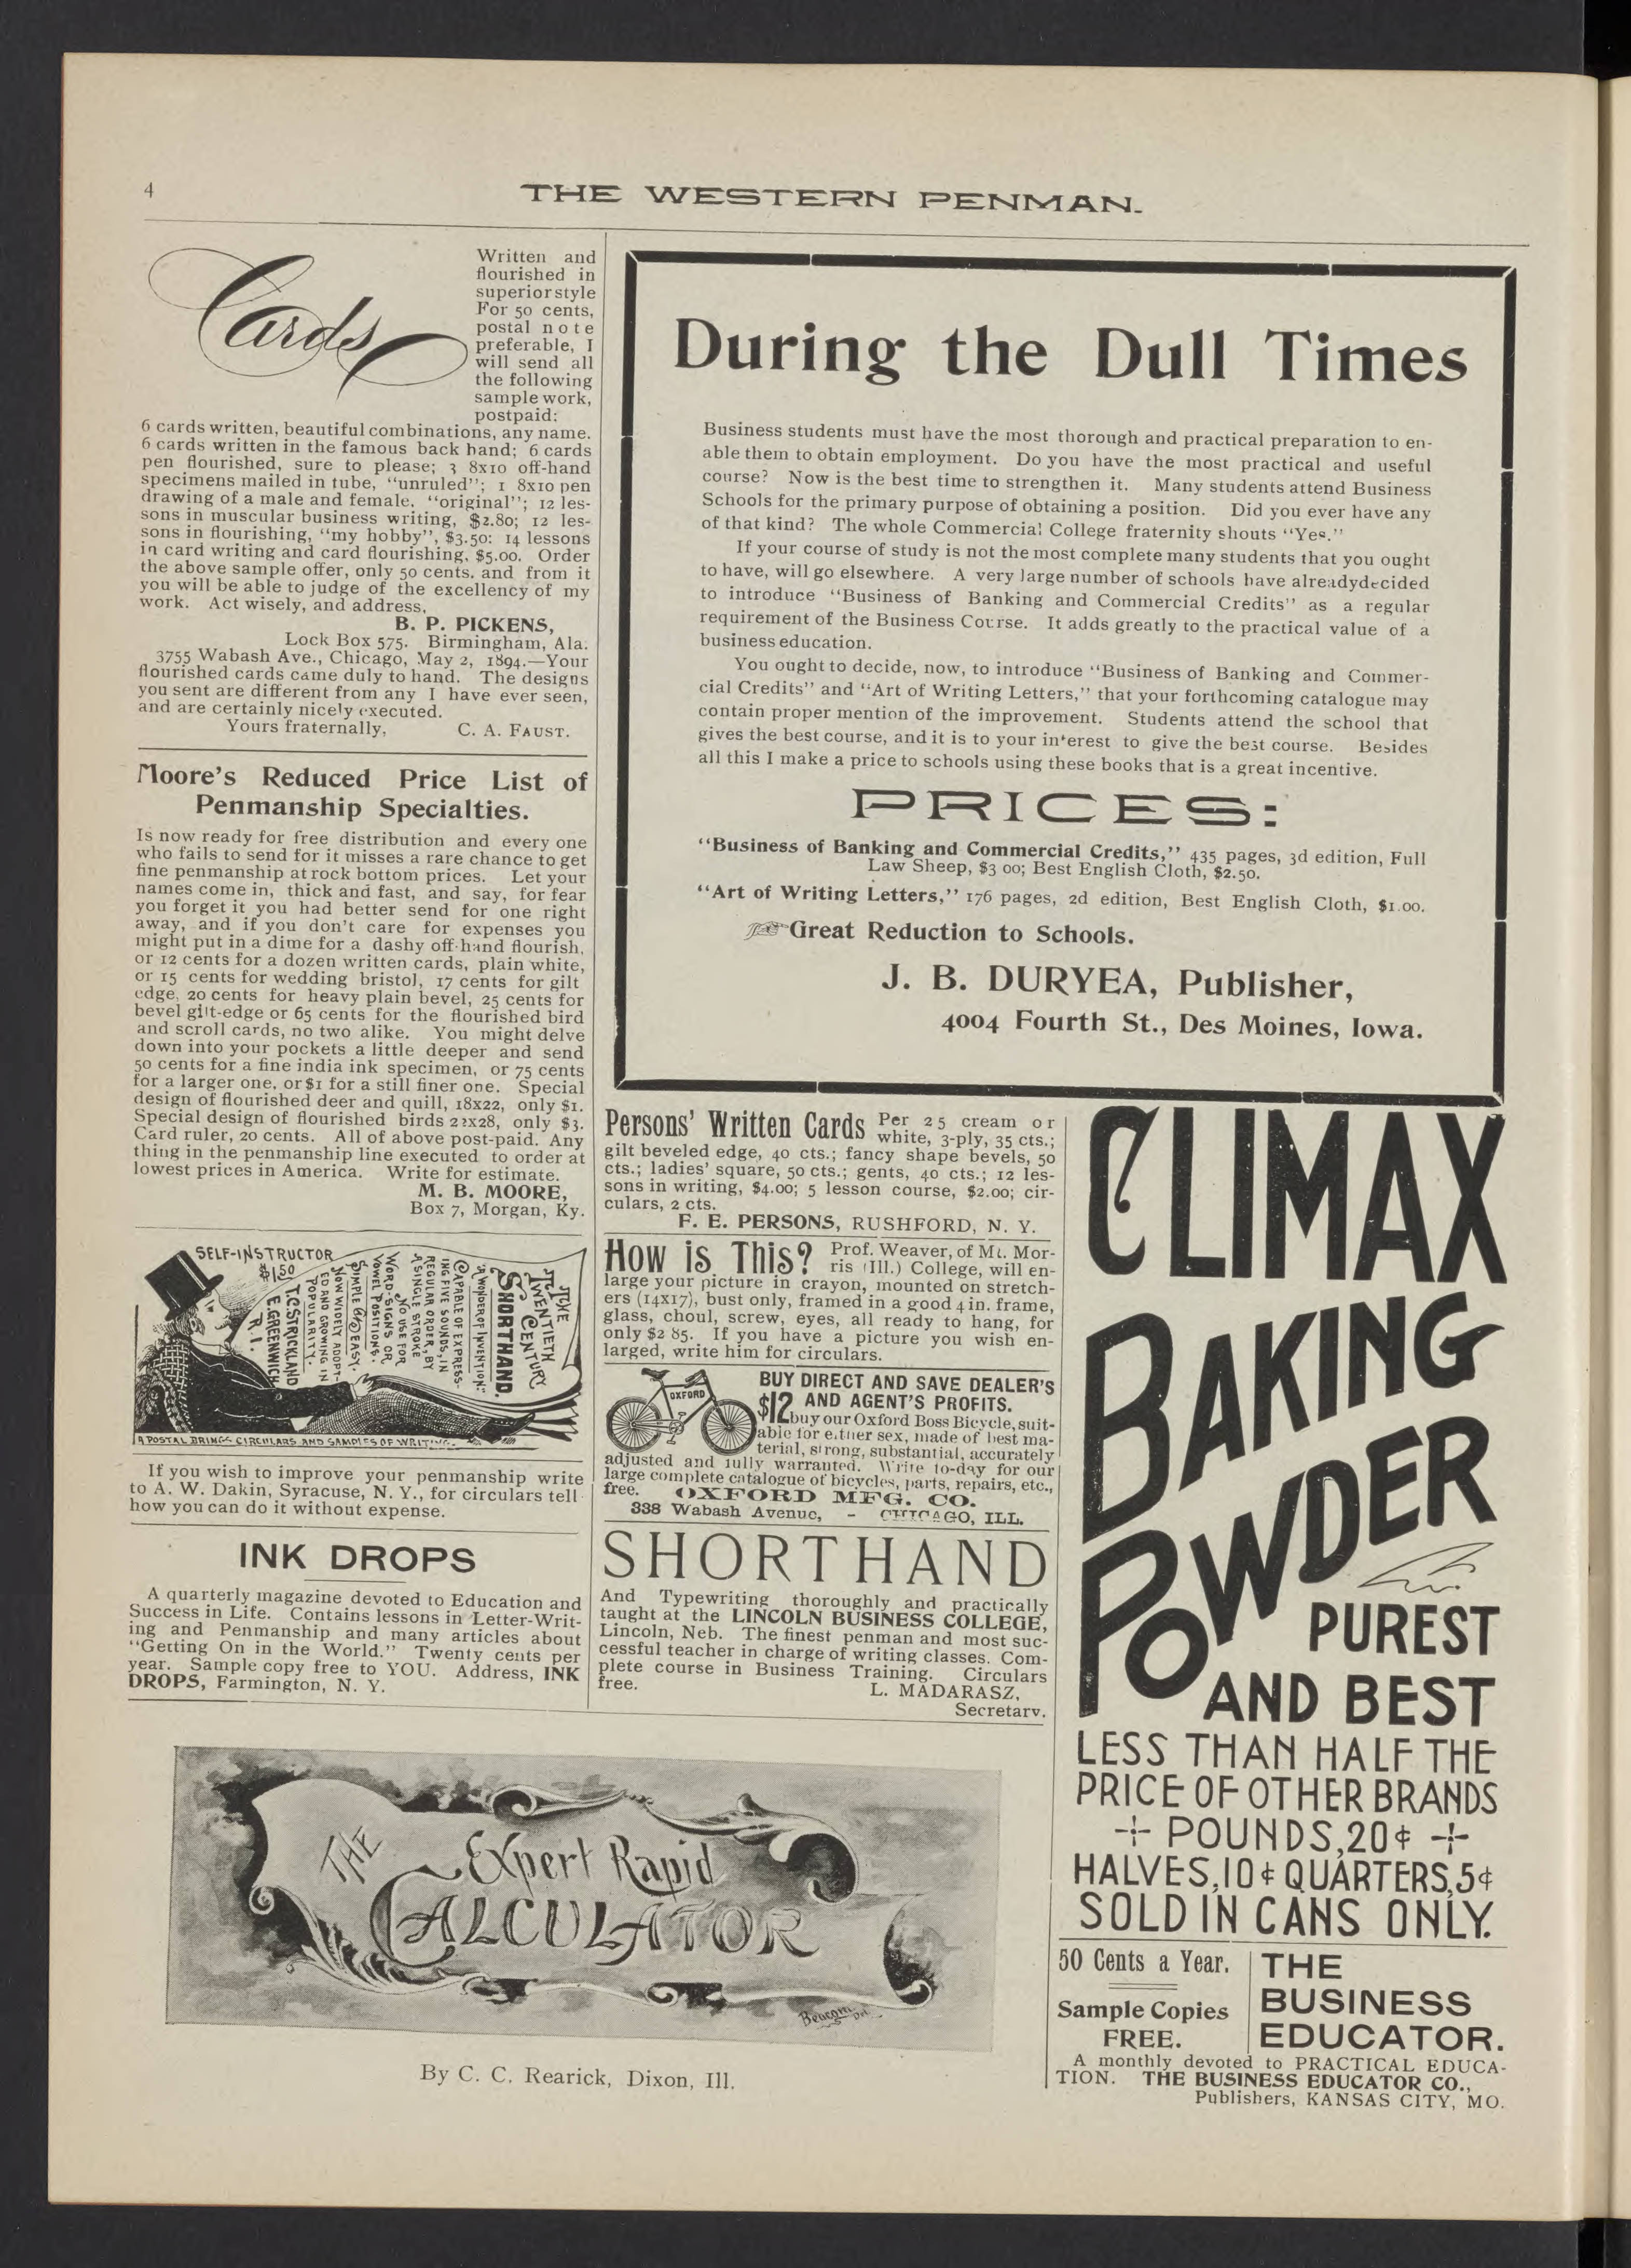 4
THE WESTERN PENMAN.
Cards
Written and
flourished in
superior style
For 50 cents,
postal note
preferable, I
will send all
the following
sample work,
postpaid:
6 cards written, beautiful combinations, any name.
6 cards written in the famous back hand; 6 cards
pen flourished, sure to please; 3 8x10 off-hand
specimens mailed in tube, "unruled"; 1 8x10 pen
drawing of a male and female, "original"; 12 les-
sons in muscular business writing, $2.80; 12 les-
sons in flourishing, "my hobby", $3.50: 14 lessons
in card writing and card flourishing, $5.00. Order
the above sample offer, only 50 cents, and from it
you will be able to judge of the excellency of my
work. Act wisely, and address,
B. P. PICKENS,
Lock Box 575. Birmingham, Ala.
3755 Wabash Ave., Chicago, May 2, 1894.—Your
flourished cards came duly to hand. The designs
you sent are different from any I have ever seen,
and are certainly nicely executed.
Yours fraternally, C. A. FAUST.
Moore's Reduced Price List of
Penmanship Specialties.
Is now ready for free distribution and every one
who fails to send for it misses a rare chance to get
fine penmanship at rock bottom prices. Let your
names come in, thick and fast, and say, for fear
you forget it you had better send for one right
away, and if you don't care for expenses you
might put in a dime for a dashy off-hand flourish,
or 12 cents for a dozen written cards, plain white,
or 15 cents for wedding bristol, 17 cents for gilt
edge, 20 cents for heavy plain bevel, 25 cents for
bevel gilt-edge or 65 cents for the flourished bird
and scroll cards, no two alike. You might delve
down into your pockets a little deeper and send
50 cents for a fine india ink specimen, or 75 cents
for a larger one, or $1 for a still finer one. Special
design of flourished deer and quill, 18x22, only $1.
Special design of flourished birds 22x28, only $3.
Card ruler, 20 cents. All of above post-paid. Any
thing in the penmanship line executed to order at
lowest prices in America. Write for estimate.
M. B. MOORE,
Box 7, Morgan, Ky.
SELF-INSTRUCTOR
$1.50
THE
TWENTIETH
CENTURY
SHORTHAND.
"A WONDER OF INVENTION:"
CAPABLE OF EXPRESS-
ING FIVE SOUNDS, IN
REGULAR ORDER, BY
A SINGLE STROKE
NO USE FOR
WORD-SIGNS OR
VOWEL POSITIONS.
SIMPLE & EASY.
NOW WIDELY ADOPT-
ED AND GROWING IN
POPULARITY.
T.C. STRICKLAND
E. GREENWICH
R. I.
A POSTAL BRINGS CIRCULARS AND SAMPLES OF WRITING.
If you wish to improve your penmanship write
to A. W. Dakin, Syracuse, N. Y., for circulars tell
how you can do it without expense.
INK DROPS
A quarterly magazine devoted to Education and
Success in Life. Contains lessons in Letter-Writ-
ing and Penmanship and many articles about
"Getting On in the World." Twenty cents per
year. Sample copy free to YOU. Address, INK
DROPS, Farmington, N. Y.
During the Dull Times
Business students must have the most thorough and practical preparation to en-
able them to obtain employment. Do you have the most practical and useful
course? Now is the best time to strengthen it. Many students attend Business
Schools for the primary purpose of obtaining a position. Did you ever have any
of that kind? The whole Commercial College fraternity shouts "Yes."
If your course of study is not the most complete many students that you ought
to have, will go elsewhere. A very large number of schools have alreadydecided
to introduce "Business of Banking and Commercial Credits" as a regular
requirement of the Business Course. It adds greatly to the practical value of a
business education.
You ought to decide, now, to introduce "Business of Banking and Commer-
cial Credits" and "Art of Writing Letters," that your forthcoming catalogue may
contain proper mention of the improvement. Students attend the school that
gives the best course, and it is to your interest to give the best course. Besides
all this I make a price to schools using these books that is a great incentive.
PRICES:
"Business of Banking and Commercial Credits," 435 pages, 3d edition, Full
Law Sheep, $3 00; Best English Cloth, $2.50.
"Art of Writing Letters," 176 pages, 2d edition, Best English Cloth, $1.00.
Great Reduction to Schools.
J. B. DURYEA, Publisher,
4004 Fourth St., Des Moines, Iowa.
Persons' Written Cards Per 25 cream or
white, 3-ply, 35 cts.;
gilt beveled edge, 40 cts.; fancy shape bevels, 50
cts.; ladies' square, 50 cts.; gents, 40 cts.; 12 les-
sons in writing, $4.00; 5 lesson course, $2.00; cir-
culars, 2 cts.
F. E. PERSONS, RUSHFORD, N. Y.
HOW IS THIS? Prof. Weaver, of Mt. Mor-
ris (Ill.) College, will en-
large your picture in crayon, mounted on stretch-
ers (14x17), bust only, framed in a good 4 in. frame,
glass, choul, screw, eyes, all ready to hang, for
only $2 85. If you have a picture you wish en-
larged, write him for circulars.
OXFORD
BUY DIRECT AND SAVE DEALER'S
AND AGENT'S PROFITS.
$12 buy our Oxford Boss Bicycle, suit-
able for either sex, made of best ma-
terial, strong, substantial, accurately
adjusted and fully warranted. Write to-day for our
large complete catalogue of bicycles, parts, repairs, etc.,
free. OXFORD MFG. CO.
338 Wabash Avenue, - CHICAGO, ILL.
SHORTHAND
And Typewriting thoroughly and practically
taught at the LINCOLN BUSINESS COLLEGE,
Lincoln, Neb. The finest penman and most suc-
cessful teacher in charge of writing classes. Com-
plete course in Business Training. Circulars
free. L. MADARASZ,
Secretary.
CLIMAX
BAKING
POWDER
PUREST
AND BEST
LESS THAN HALF THE
PRICE OF OTHER BRANDS
POUNDS, 20¢
HALVES, 10¢ QUARTERS, 5¢
SOLD IN CANS ONLY.
THE
Expert Rapid
CALCULATOR
Beacom Del.
By C. C. Rearick, Dixon, Ill.
50 Cents a Year.
Sample Copies
FREE.
THE
BUSINESS
EDUCATOR.
A monthly devoted to PRACTICAL EDUCA-
TION. THE BUSINESS EDUCATOR CO.,
Publishers, KANSAS CITY, MO.